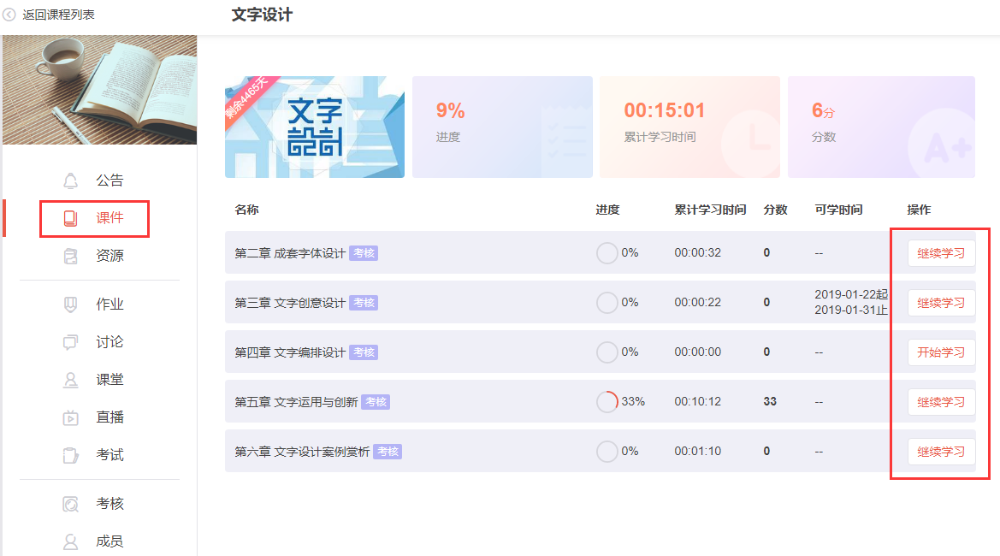 返回课程列表
文字设计
剩余4465天
文字
設計
9%
进度
00:15:01
累计学习时间
6分
分数
A+
公告
课件
资源
作业
讨论
课堂
直播
考试
考核
成员
名称 进度 累计学习时间 分数 可学时间 操作
第二章 成套字体设计 考核 0% 00:00:32 0 -- 继续学习
第三章 文字创意设计 考核 0% 00:00:22 0 2019-01-22起 继续学习
2019-01-31止
第四章 文字编排设计 考核 0% 00:00:00 0 -- 开始学习
第五章 文字运用与创新 考核 33% 00:10:12 33 -- 继续学习
第六章 文字设计案例赏析 考核 0% 00:01:10 0 -- 继续学习